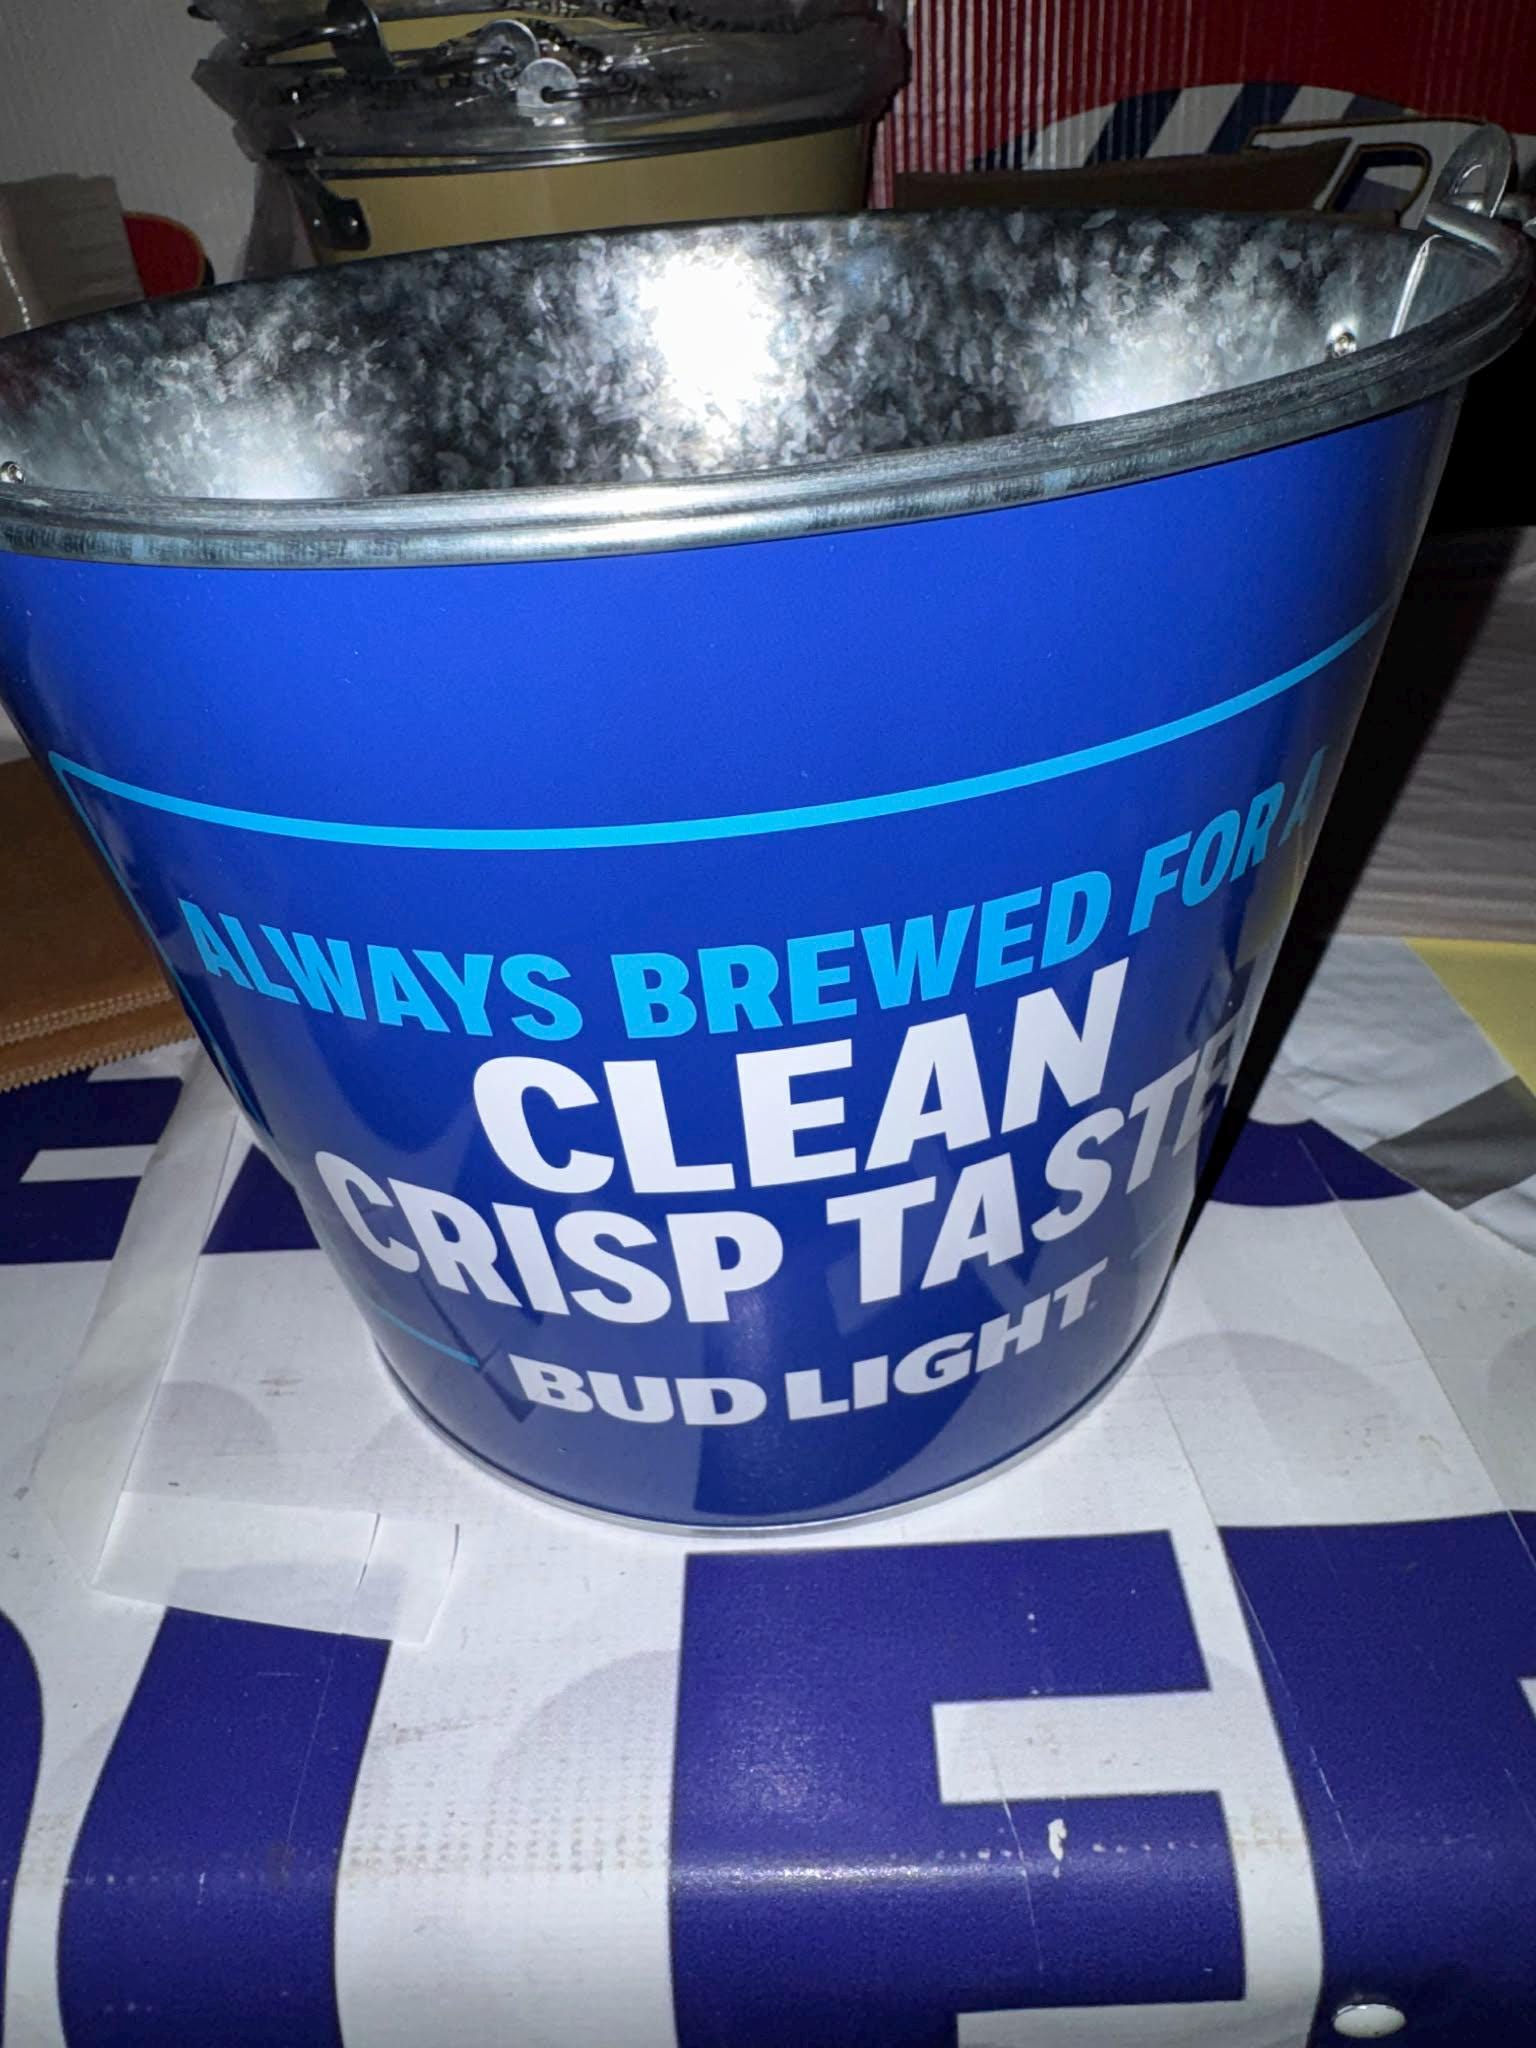 ALWAYS BREWED FOR A
CLEAN
CRISP TASTE
BUD LIGHT